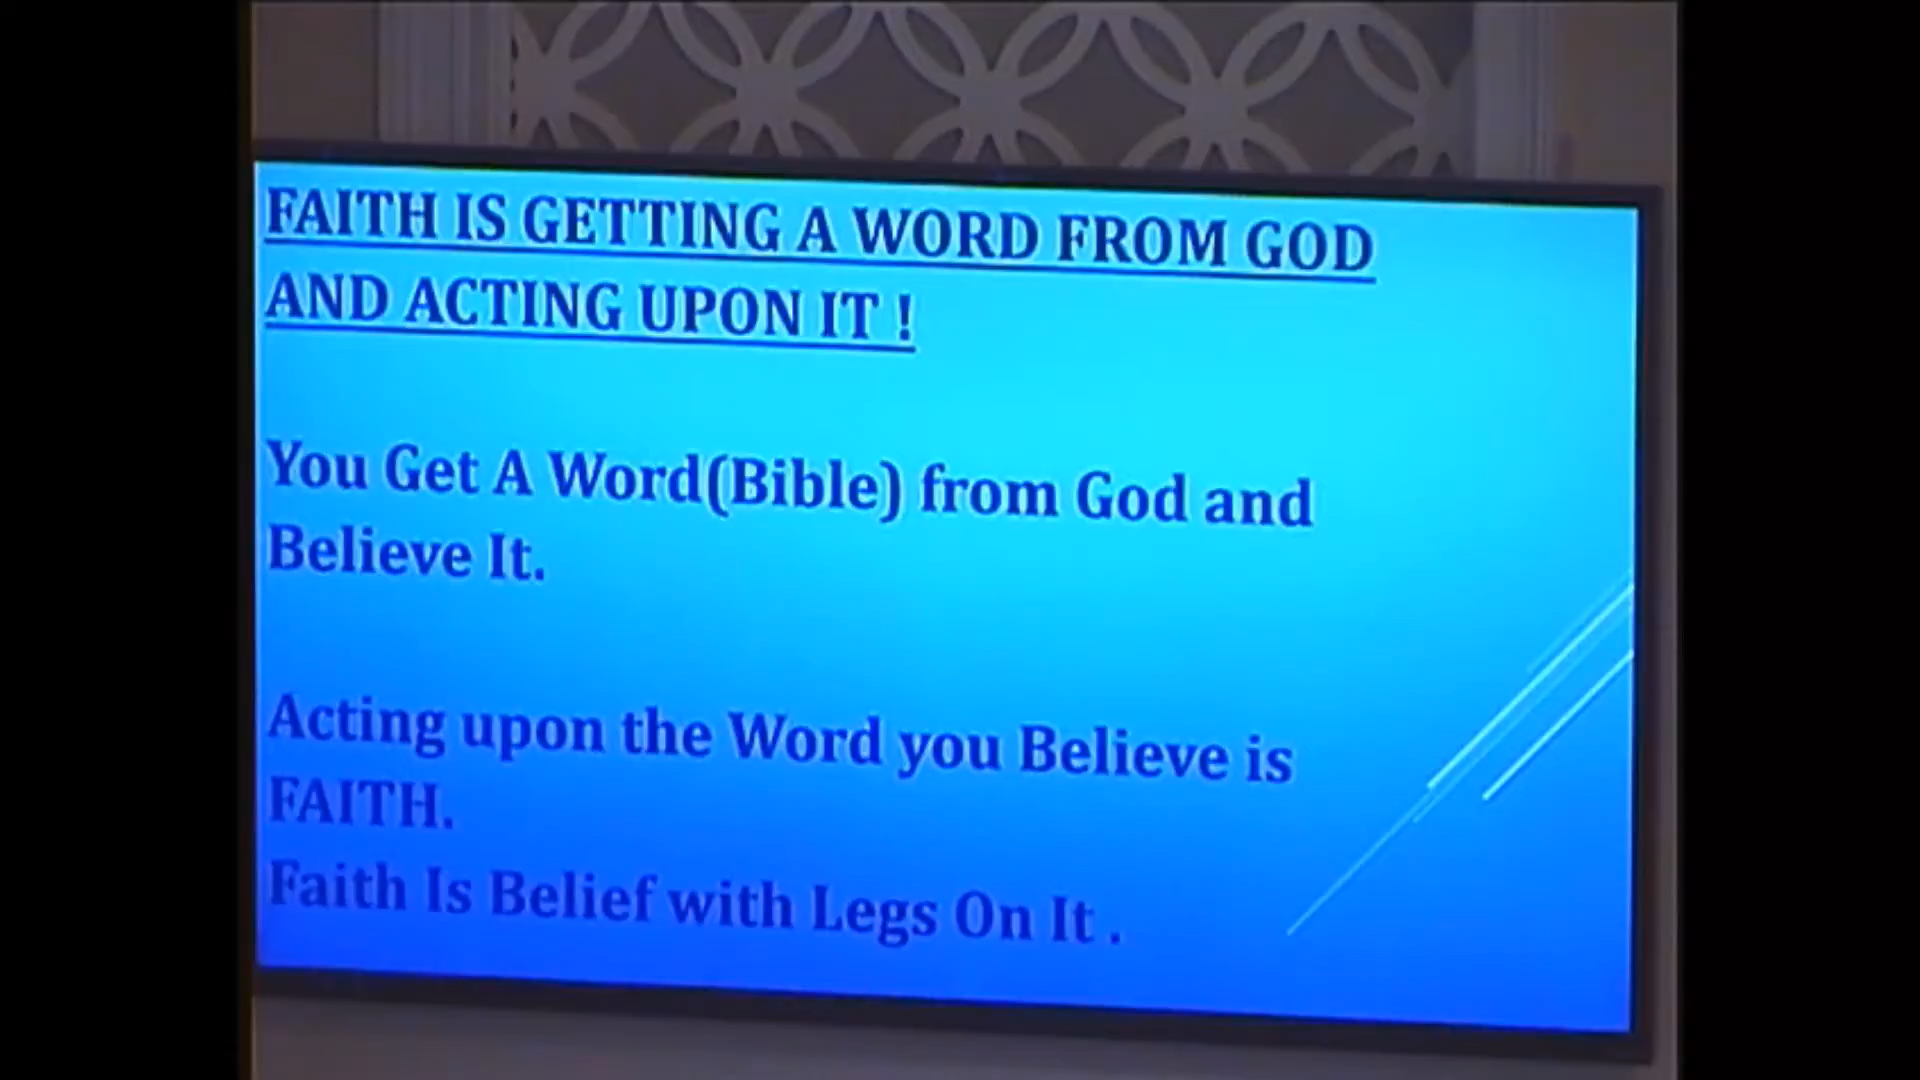 FAITH IS GETTING A WORD FROM GOD
AND ACTING UPON IT !
You Get A Word(Bible) from God and
Believe It.
Acting upon the Word you Believe is
FAITH.
Faith Is Belief with Legs On It .